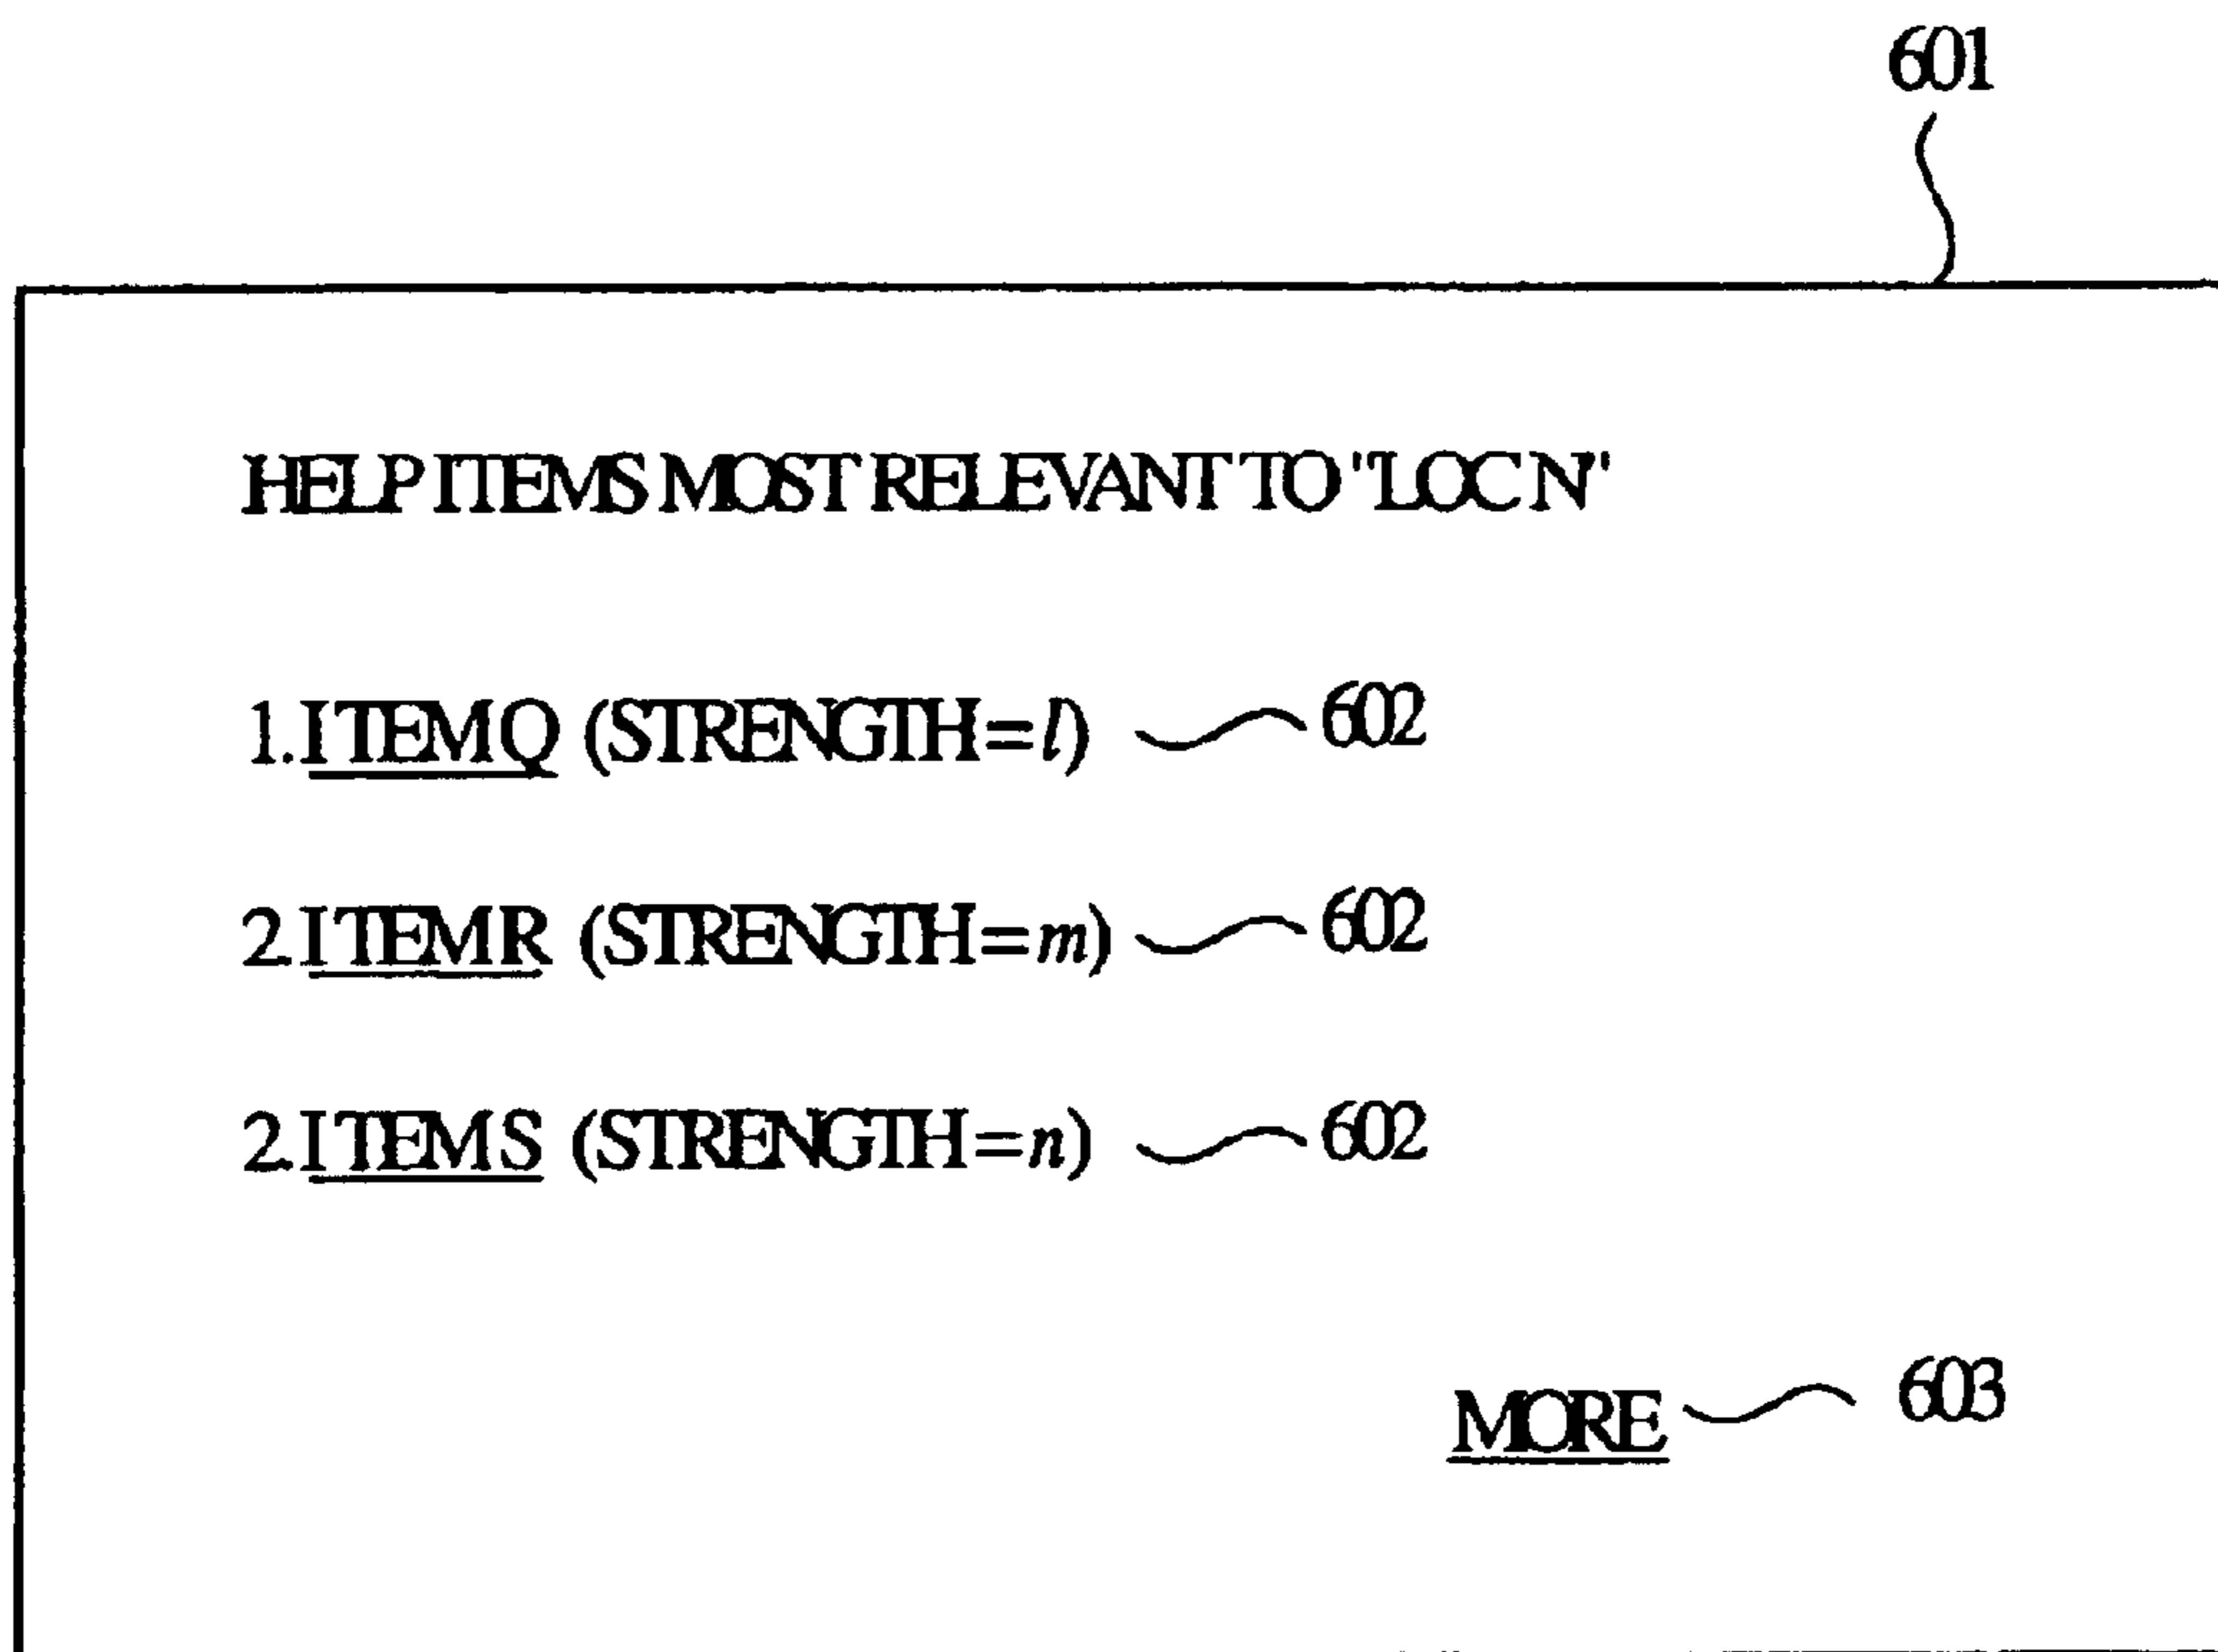 601
HELP ITEMS MOST RELEVANT TO "LOC N"
1. ITEM Q (STRENGTH = l) 602
2. ITEM R (STRENGTH = m) 602
2. ITEM S (STRENGTH = n) 602
MORE 603